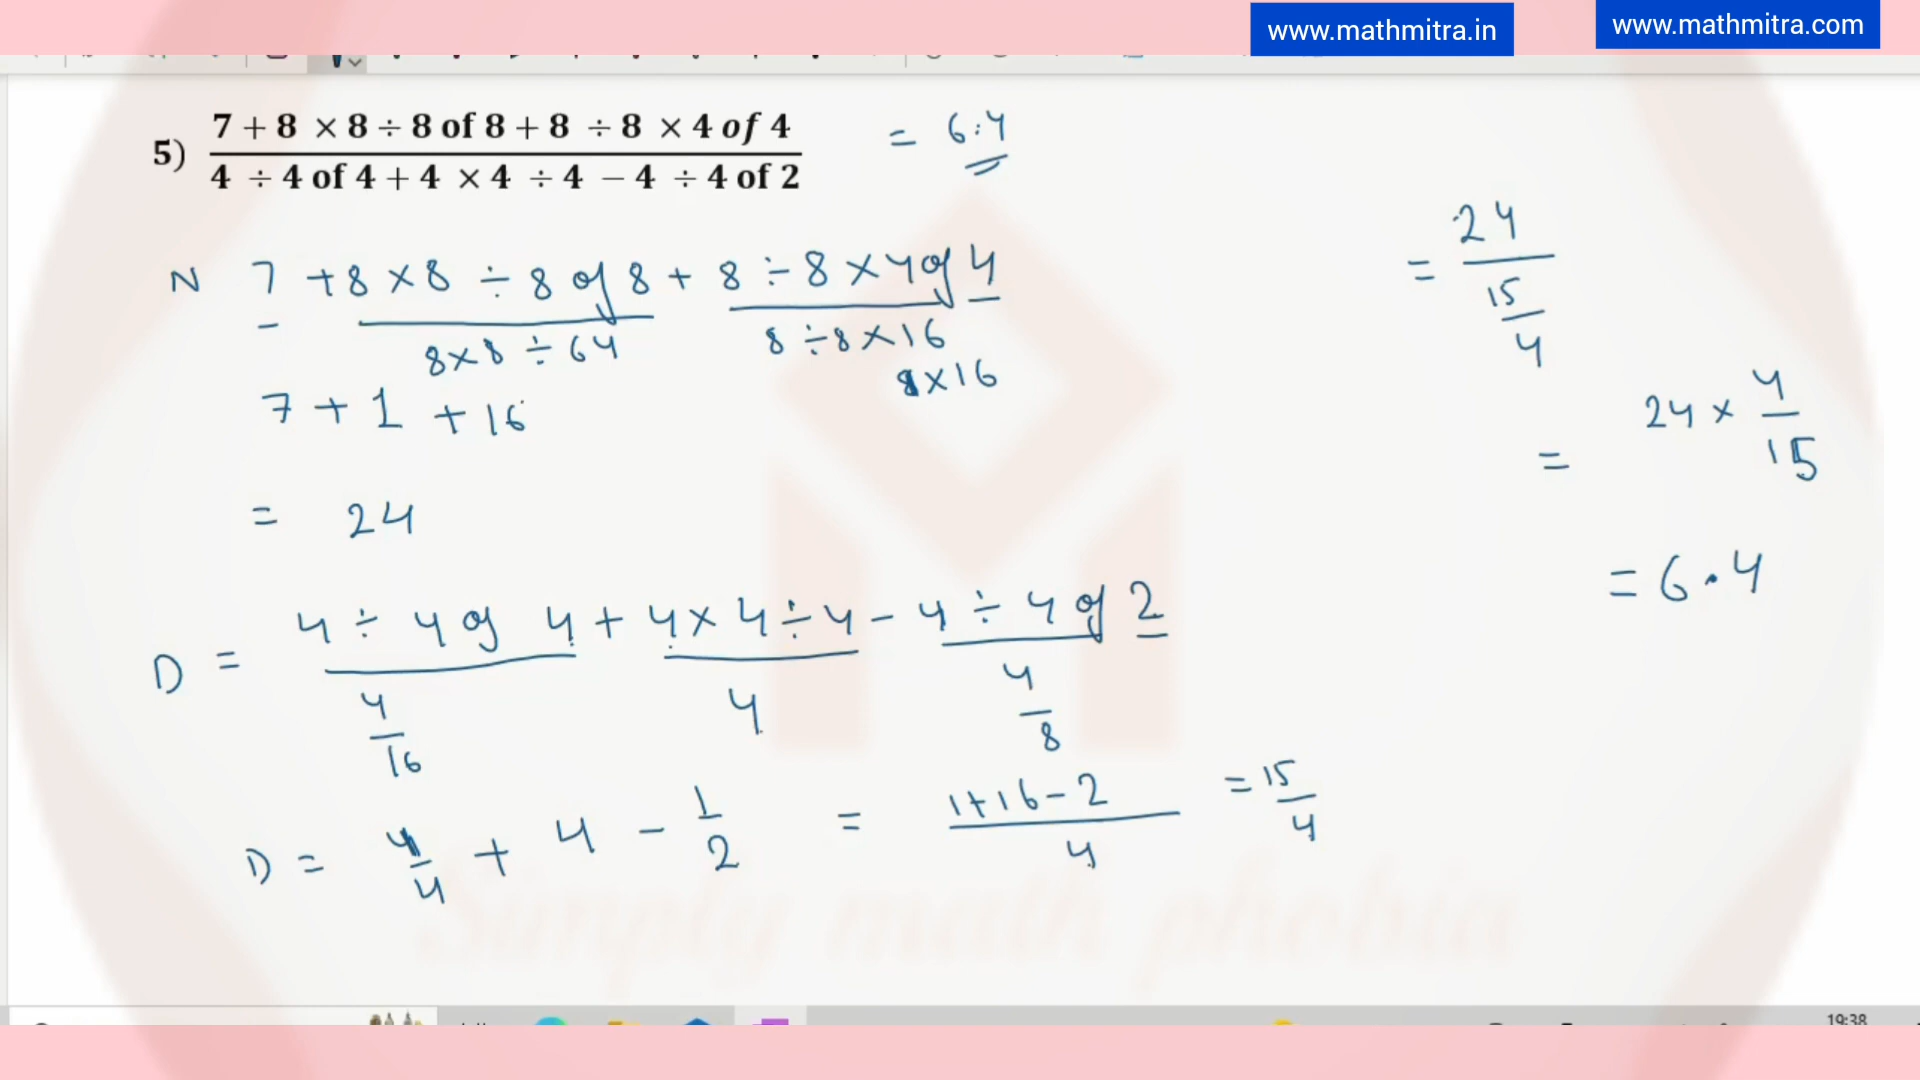 www.mathmitra.in
www.mathmitra.com
5) 7 + 8 × 8 ÷ 8 of 8 + 8 ÷ 8 × 4 of 4 = 6.4
4 ÷ 4 of 4 + 4 × 4 ÷ 4 − 4 ÷ 4 of 2
N 7 + 8 × 8 ÷ 8 of 8 + 8 ÷ 8 × 4 of 4
8×8 ÷ 64
8 ÷ 8 × 16
1 × 16
7 + 1 + 16
= 24
D = 4 ÷ 4 of 4 + 4 × 4 ÷ 4 − 4 ÷ 4 of 2
4/16
4
4/8
D = 4/4 + 4 − 1/2 = 1+16−2/4 = 15/4
= 24
15/4
= 24 × 4/15
= 6.4
Simply math phobia
19:38